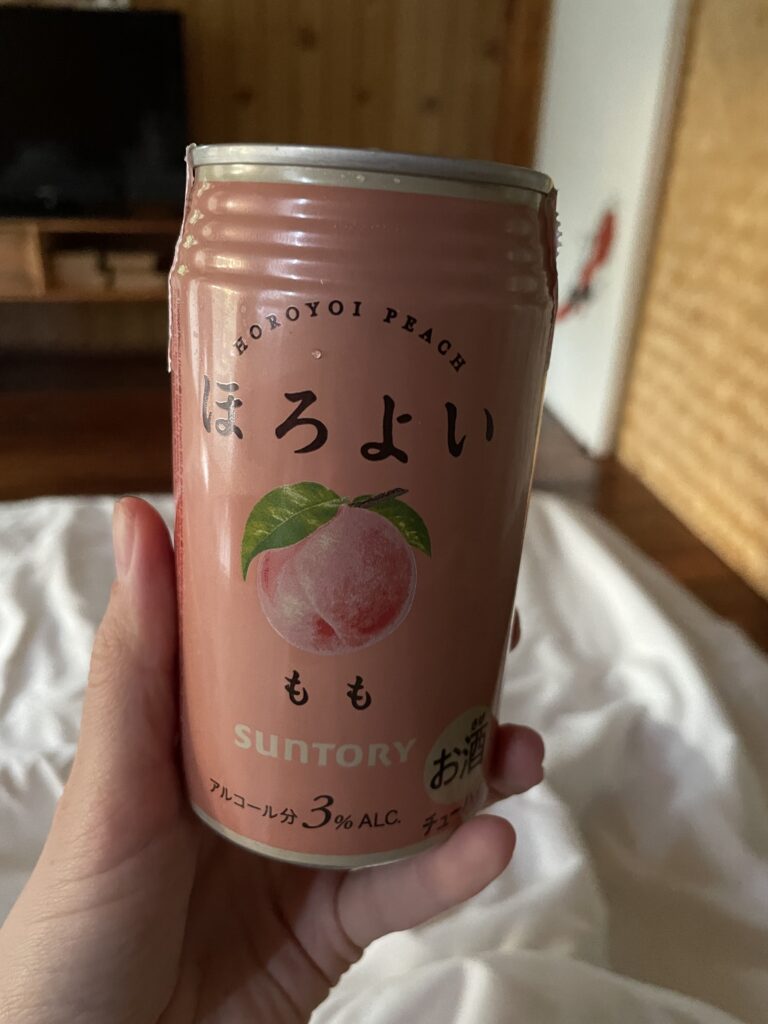 HOROYOI PEACH
ほろよい
もも
SUNTORY
お酒
アルコール分 3% ALC.